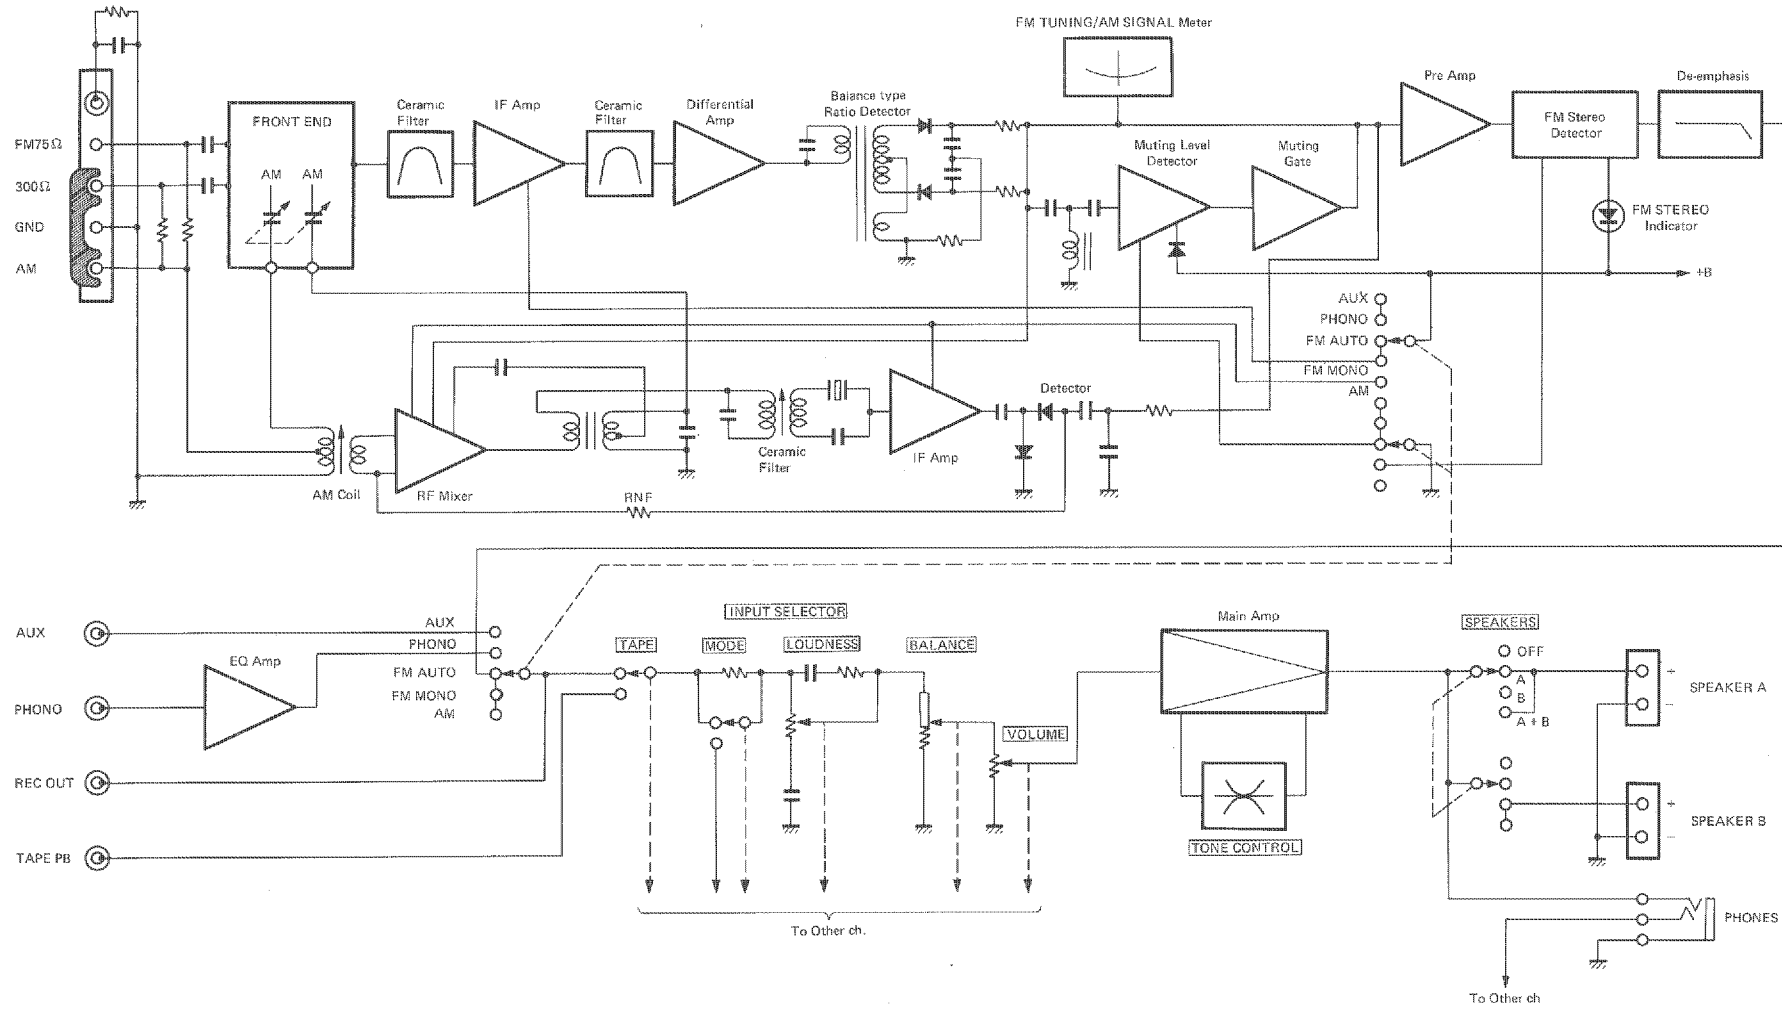 FM TUNING/AM SIGNAL Meter
Pre Amp
De-emphasis
Ceramic
Filter
IF Amp
Ceramic
Filter
Differential
Amp
Balance type
Ratio Detector
FRONT END
FM Stereo
Detector
FM75Ω
Muting Level
Detector
Muting
Gate
300Ω
AM
AM
GND
FM STEREO
Indicator
AM
+B
AUX
PHONO
FM AUTO
FM MONO
AM
Detector
Ceramic
Filter
IF Amp
AM Coil
RF Mixer
RNF
INPUT SELECTOR
Main Amp
AUX
AUX
PHONO
TAPE
MODE
LOUDNESS
BALANCE
SPEAKERS
EQ Amp
FM AUTO
FM MONO
AM
OFF
A
B
A + B
+
SPEAKER A
−
PHONO
VOLUME
REC OUT
+
SPEAKER B
−
TONE CONTROL
TAPE PB
To Other ch.
PHONES
To Other ch